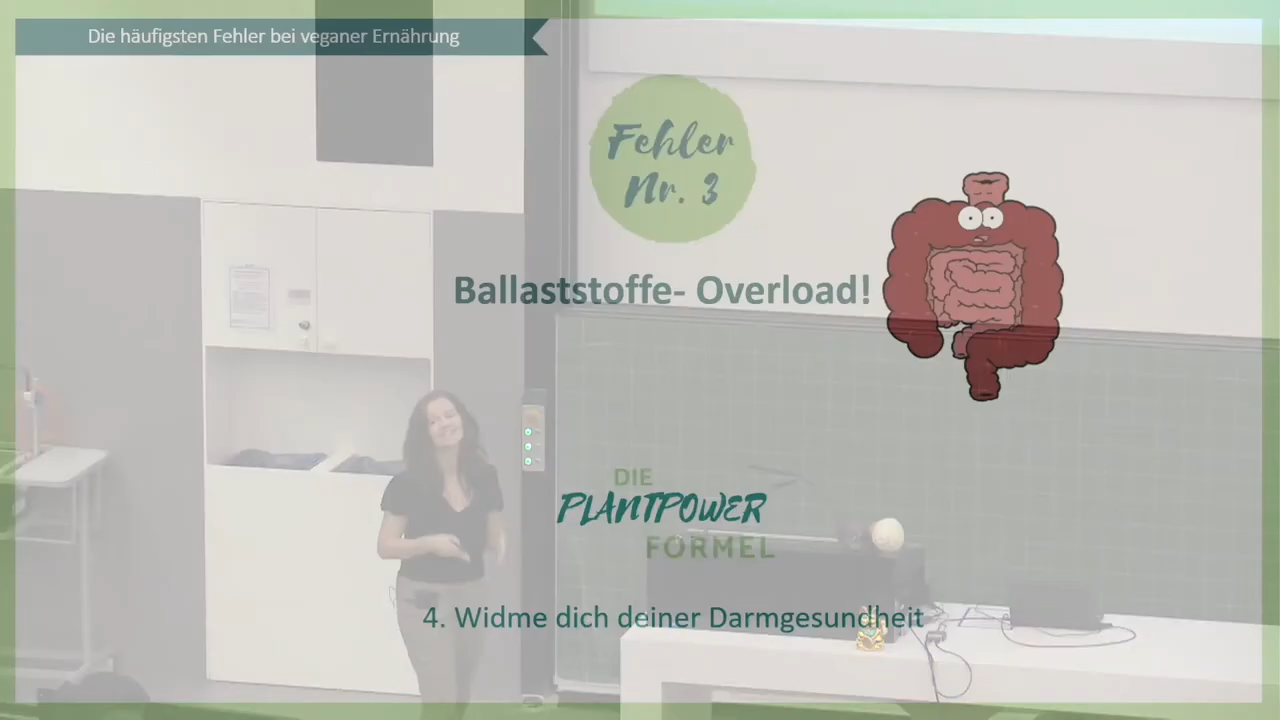 Die häufigsten Fehler bei veganer Ernährung
Fehler
Nr. 3
Ballaststoffe- Overload!
DIE
PLANTPOWER
FORMEL
4. Widme dich deiner Darmgesundheit